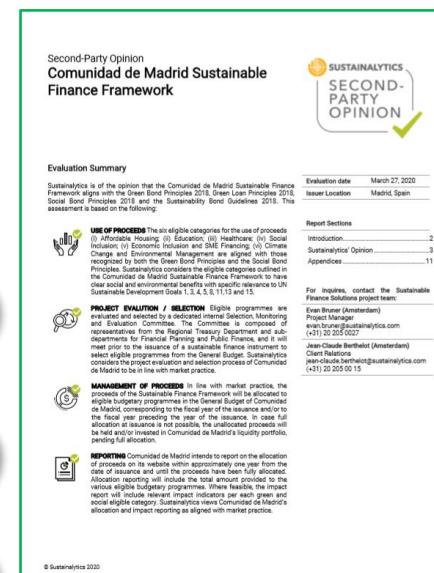 Second-Party Opinion
Comunidad de Madrid Sustainable
Finance Framework
SUSTAINALYTICS
SECOND-
PARTY
OPINION
Evaluation Summary
Sustainalytics is of the opinion that the Comunidad de Madrid Sustainable Finance
Framework aligns with the Green Bond Principles 2018, Green Loan Principles 2018,
Social Bond Principles 2018 and the Sustainability Bond Guidelines 2018. This
assessment is based on the following:
USE OF PROCEEDS The six eligible categories for the use of proceeds
(i) Affordable Housing; (ii) Education; (iii) Healthcare; (iv) Social
Inclusion; (v) Economic Inclusion and SME Financing; (vi) Climate
Change and Environmental Management are aligned with those
recognized by both the Green Bond Principles and the Social Bond
Principles. Sustainalytics considers the eligible categories outlined in
the Comunidad de Madrid Sustainable Framework to have
clear social and environmental benefits with specific relevance to UN
Sustainable Development Goals 1, 3, 4, 5, 8, 11,13 and 15.
PROJECT EVALUTION / SELECTION Eligible programmes are
evaluated and selected by a dedicated internal Selection, Monitoring
and Evaluation Committee. The Committee is composed of
representatives from the Regional Treasury Department and sub-
departments for Financial Planning and Public Finance, and it will
meet prior to the issuance of a sustainable finance instrument to
select eligible programmes from the General Budget. Sustainalytics
considers the project evaluation and selection process of Comunidad
de Madrid to be in line with market practice.
MANAGEMENT OF PROCEEDS In line with market practice, the
proceeds of the Sustainable Finance Framework will be allocated to
eligible budgetary programmes in the General Budget of Comunidad
de Madrid, corresponding to the fiscal year of the issuance and/or to
the fiscal year preceding the year of the issuance. In case full
allocation at issuance is not possible, the unallocated proceeds will
be held and/or invested in Comunidad de Madrid's liquidity portfolio,
pending full allocation.
REPORTING Comunidad de Madrid intends to report on the allocation
of proceeds on its website within approximately one year from the
date of issuance and until the proceeds have been fully allocated.
Allocation reporting will include the total amount provided to the
various eligible budgetary programmes. Where feasible, the impact
report will include relevant impact indicators per each green and
social eligible category. Sustainalytics views Comunidad de Madrid's
allocation and impact reporting as aligned with market practice.
Evaluation date March 27, 2020
Issuer Location Madrid, Spain
Report Sections
Introduction 2
Sustainalytics' Opinion 3
Appendices 11
For inquires, contact the Sustainable
Finance Solutions project team:
Evan Bruner (Amsterdam)
Project Manager
evan.bruner@sustainalytics.com
(+31) 20 205 0027
Jean-Claude Berthelot (Amsterdam)
Client Relations
jean-claude.berthelot@sustainalytics.com
(+31) 20 205 00 15
© Sustainalytics 2020